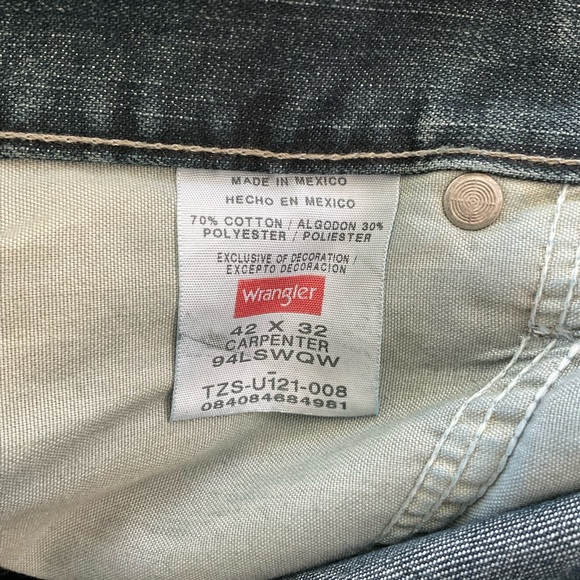 MADE IN MEXICO
HECHO EN MEXICO
70% COTTON / ALGODON 30%
POLYESTER / POLIESTER
EXCLUSIVE OF DECORATION /
EXCEPTO DECORACION
Wrangler
42 X 32
CARPENTER
94LSWQW
-
TZS-U121-008
084084684981